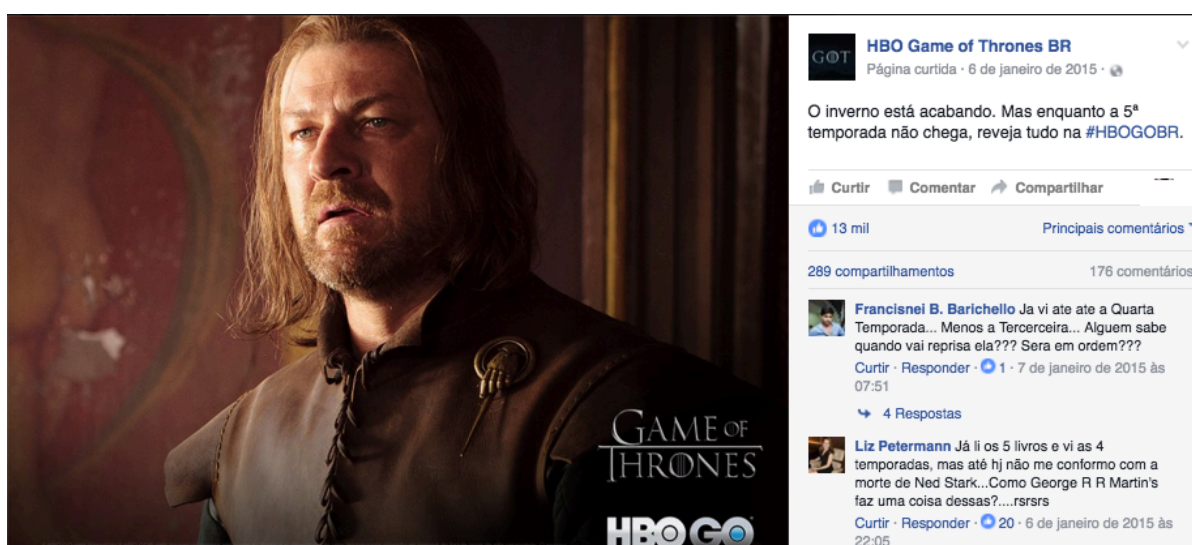 GAME OF
THRONES
HBO GO
GOT
HBO Game of Thrones BR
Página curtida · 6 de janeiro de 2015 ·
O inverno está acabando. Mas enquanto a 5ª
temporada não chega, reveja tudo na #HBOGOBR.
Curtir Comentar Compartilhar
13 mil Principais comentários
289 compartilhamentos 176 comentários
Francisnei B. Barichello Ja vi ate ate a Quarta
Temporada... Menos a Tercerceira... Alguem sabe
quando vai reprisa ela??? Sera em ordem???
Curtir · Responder · 1 · 7 de janeiro de 2015 às
07:51
4 Respostas
Liz Petermann Já li os 5 livros e vi as 4
temporadas, mas até hj não me conformo com a
morte de Ned Stark...Como George R R Martin's
faz uma coisa dessas?....rsrsrs
Curtir · Responder · 20 · 6 de janeiro de 2015 às
22:05